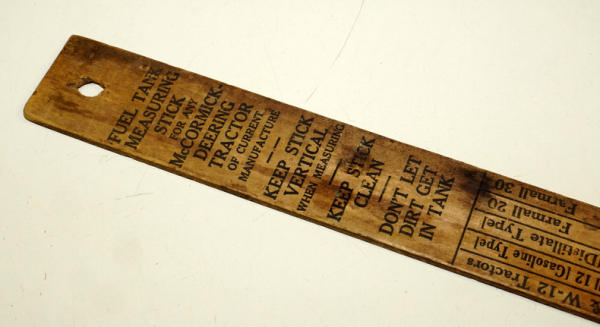 FUEL TANK
MEASURING
STICK
FOR ANY
McCORMICK-
DEERING
TRACTOR
OF CURRENT
MANUFACTURE
KEEP STICK
VERTICAL
WHEN MEASURING
KEEP STICK
CLEAN
DON'T LET
DIRT GET
IN TANK
W-12 Tractors
12 [Gasoline Type]
[Distillate Type]
Farmall 20
Farmall 30